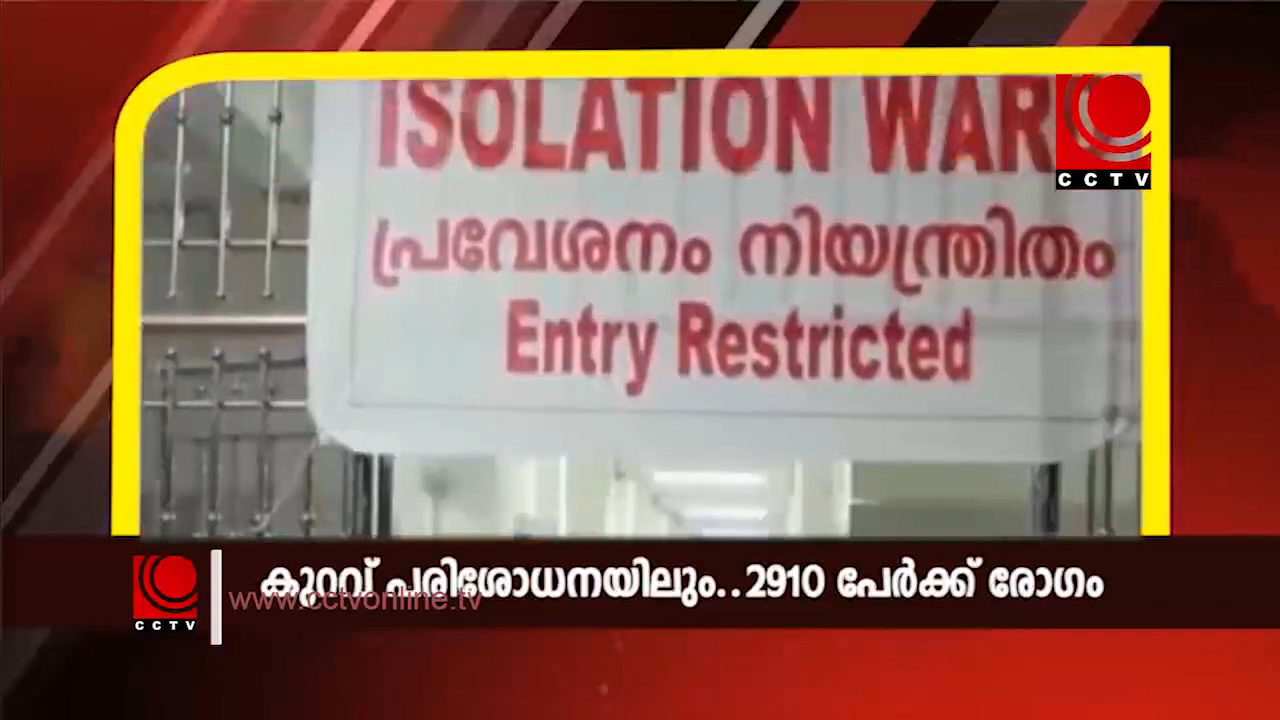 ISOLATION WAR
CCTV
പ്രവേശനം നിയന്ത്രിതം
Entry Restricted
കുറവ് പരിശോധനയിലും..2910 പേർക്ക് രോഗം
www.cctvonline.tv
CCTV